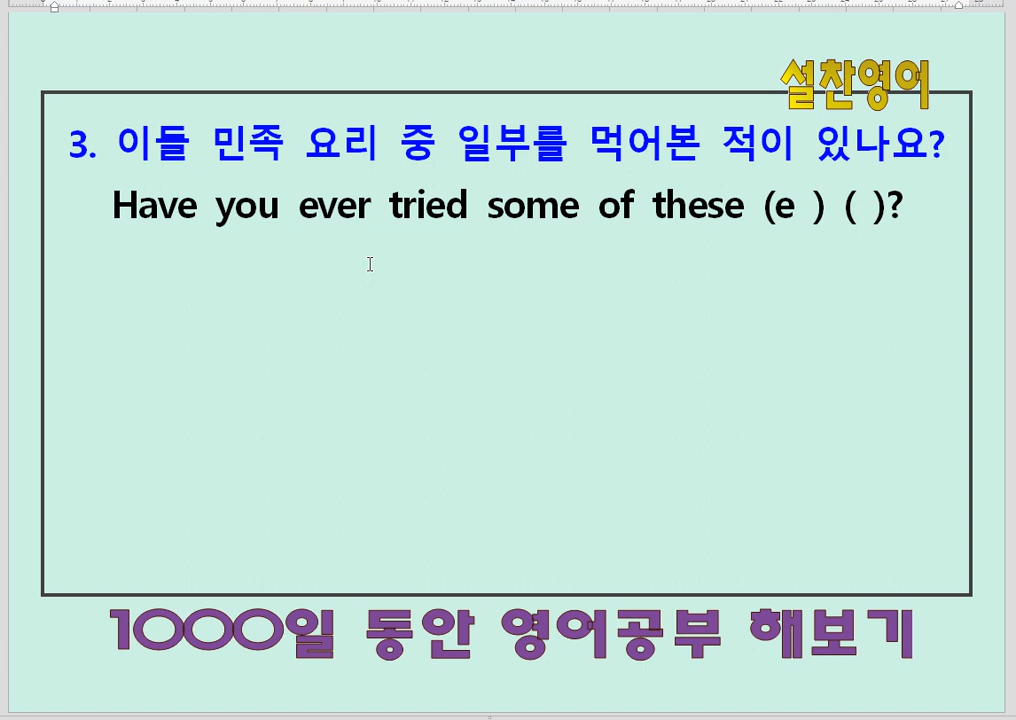 설찬영어
3. 이들 민족 요리 중 일부를 먹어본 적이 있나요?
Have you ever tried some of these (e ) ( )?
1000일 동안 영어공부 해보기